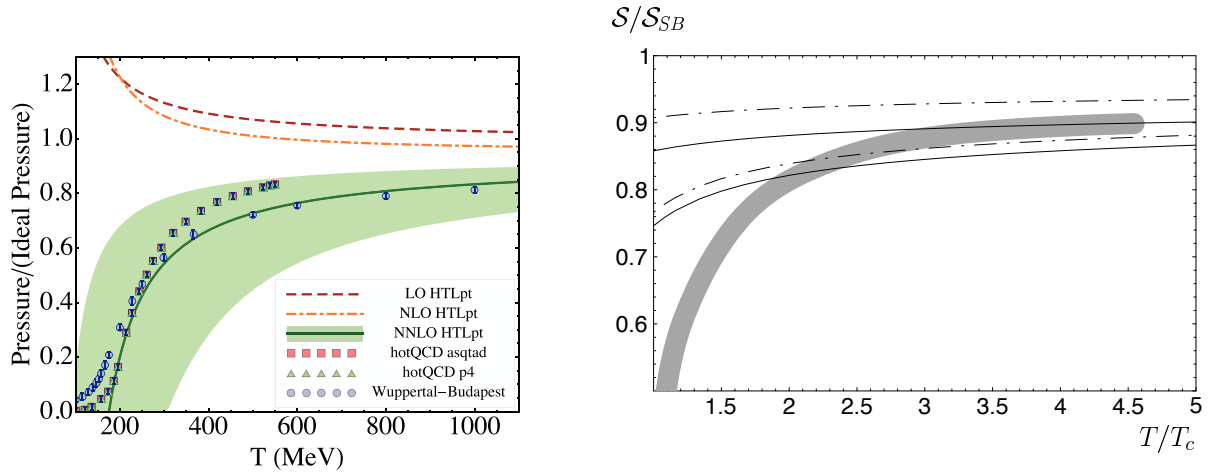 Pressure/(Ideal Pressure)
1.2
1.0
0.8
0.6
0.4
0.2
0.0
LO HTLpt
NLO HTLpt
NNLO HTLpt
hotQCD asqtad
hotQCD p4
Wuppertal−Budapest
200 400 600 800 1000
T (MeV)
S/S_SB
1
0.9
0.8
0.7
0.6
1.5 2 2.5 3 3.5 4 4.5 5
T/T_c